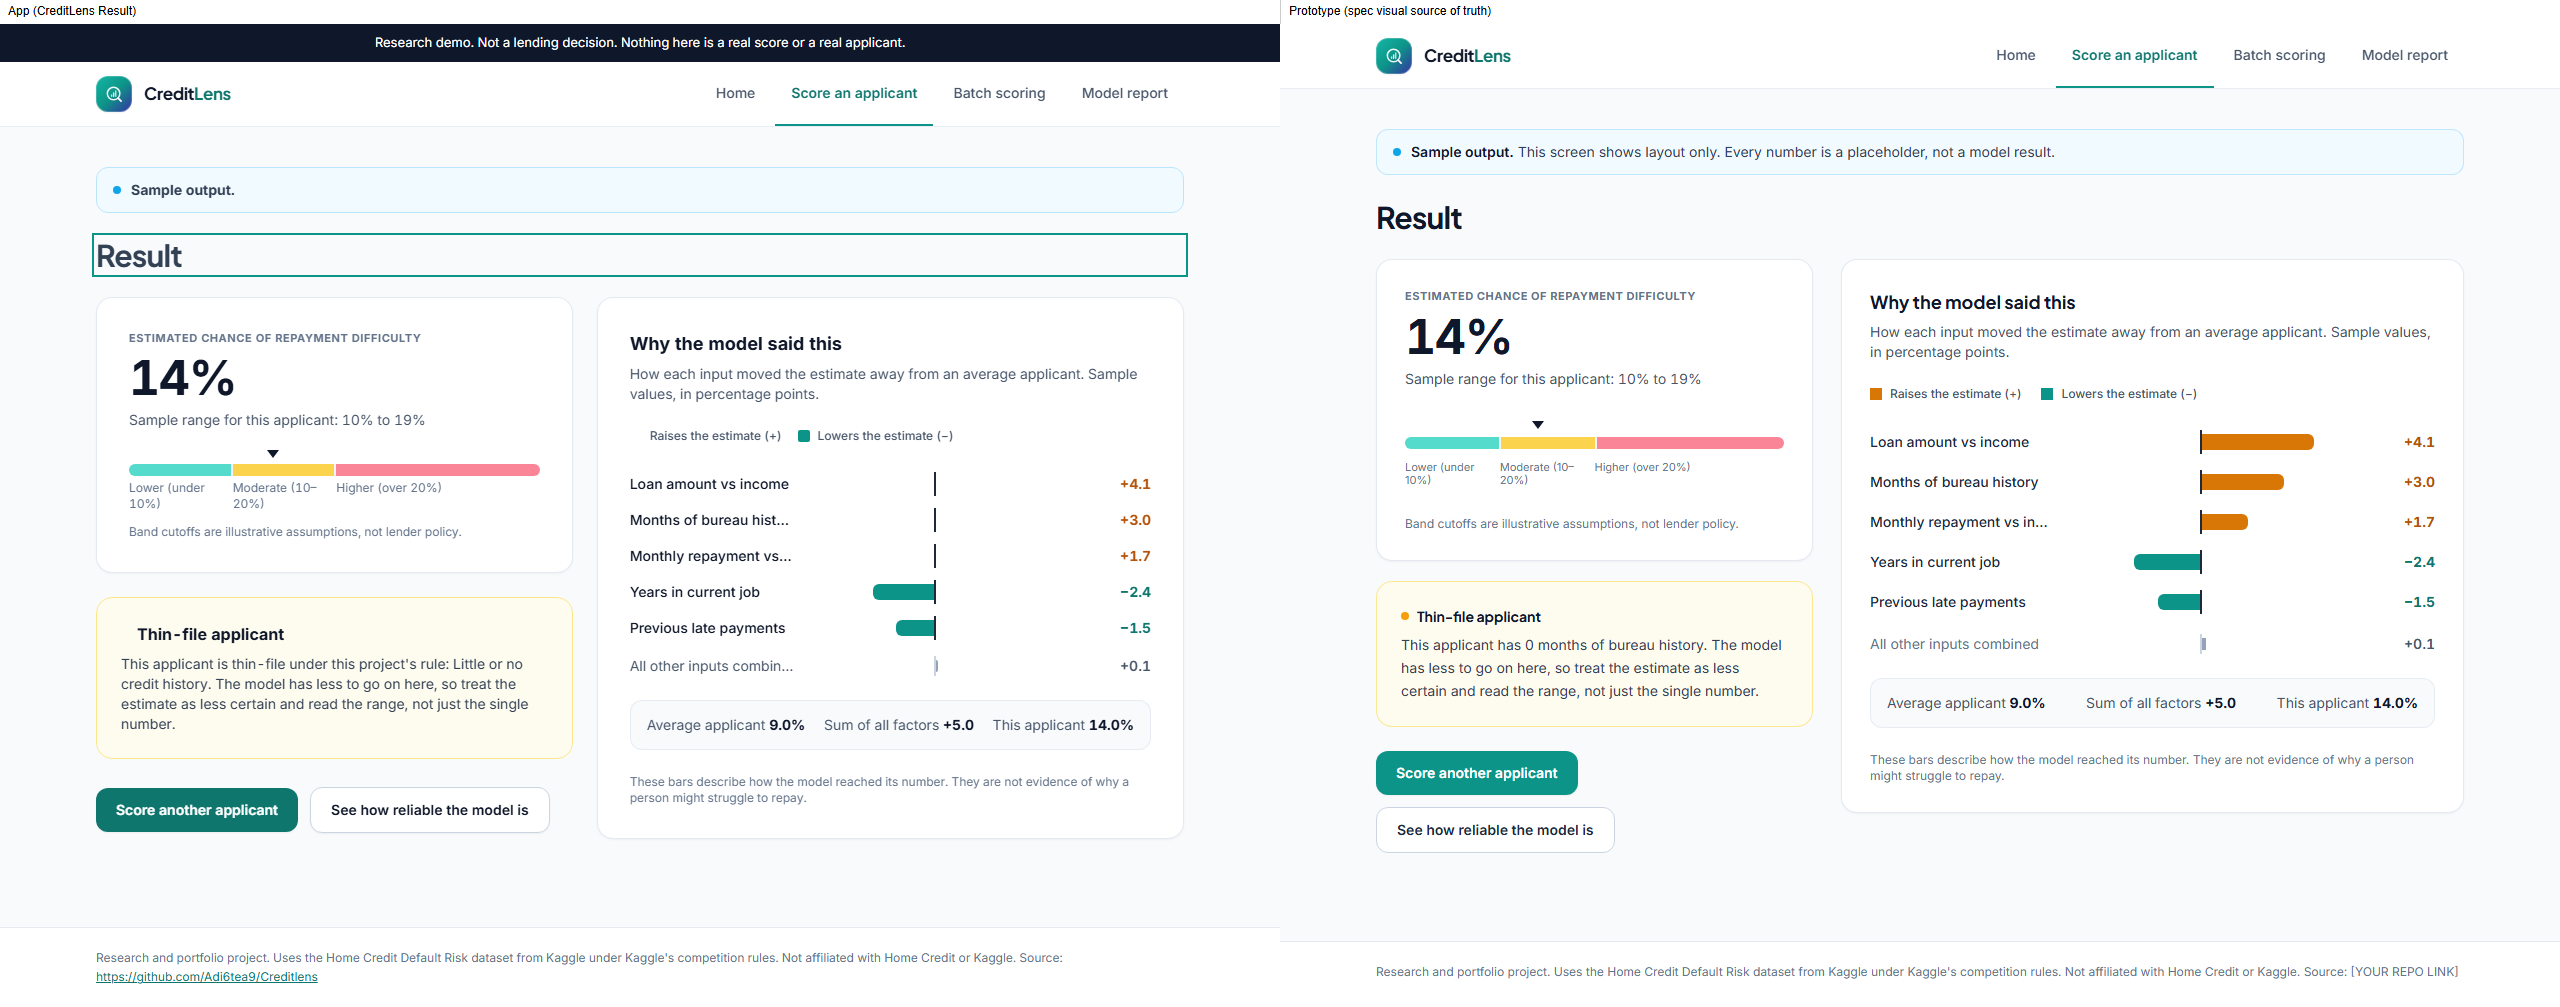 App (CreditLens Result)
Research demo. Not a lending decision. Nothing here is a real score or a real applicant.
CreditLens
Home
Score an applicant
Batch scoring
Model report
Sample output.
Result
ESTIMATED CHANCE OF REPAYMENT DIFFICULTY
14%
Sample range for this applicant: 10% to 19%
Lower (under
10%)
Moderate (10–
20%)
Higher (over 20%)
Band cutoffs are illustrative assumptions, not lender policy.
Thin-file applicant
This applicant is thin-file under this project's rule: Little or no
credit history. The model has less to go on here, so treat the
estimate as less certain and read the range, not just the single
number.
Score another applicant
See how reliable the model is
Why the model said this
How each input moved the estimate away from an average applicant. Sample
values, in percentage points.
Raises the estimate (+)
Lowers the estimate (−)
Loan amount vs income +4.1
Months of bureau hist... +3.0
Monthly repayment vs... +1.7
Years in current job −2.4
Previous late payments −1.5
All other inputs combin... +0.1
Average applicant 9.0%
Sum of all factors +5.0
This applicant 14.0%
These bars describe how the model reached its number. They are not evidence of why a
person might struggle to repay.
Research and portfolio project. Uses the Home Credit Default Risk dataset from Kaggle under Kaggle's competition rules. Not affiliated with Home Credit or Kaggle. Source:
https://github.com/Adi6tea9/Creditlens
Prototype (spec visual source of truth)
CreditLens
Home
Score an applicant
Batch scoring
Model report
Sample output. This screen shows layout only. Every number is a placeholder, not a model result.
Result
ESTIMATED CHANCE OF REPAYMENT DIFFICULTY
14%
Sample range for this applicant: 10% to 19%
Lower (under
10%)
Moderate (10–
20%)
Higher (over 20%)
Band cutoffs are illustrative assumptions, not lender policy.
Thin-file applicant
This applicant has 0 months of bureau history. The model
has less to go on here, so treat the estimate as less
certain and read the range, not just the single number.
Score another applicant
See how reliable the model is
Why the model said this
How each input moved the estimate away from an average applicant. Sample values,
in percentage points.
Raises the estimate (+)
Lowers the estimate (−)
Loan amount vs income +4.1
Months of bureau history +3.0
Monthly repayment vs in... +1.7
Years in current job −2.4
Previous late payments −1.5
All other inputs combined +0.1
Average applicant 9.0%
Sum of all factors +5.0
This applicant 14.0%
These bars describe how the model reached its number. They are not evidence of why a person
might struggle to repay.
Research and portfolio project. Uses the Home Credit Default Risk dataset from Kaggle under Kaggle's competition rules. Not affiliated with Home Credit or Kaggle. Source: [YOUR REPO LINK]